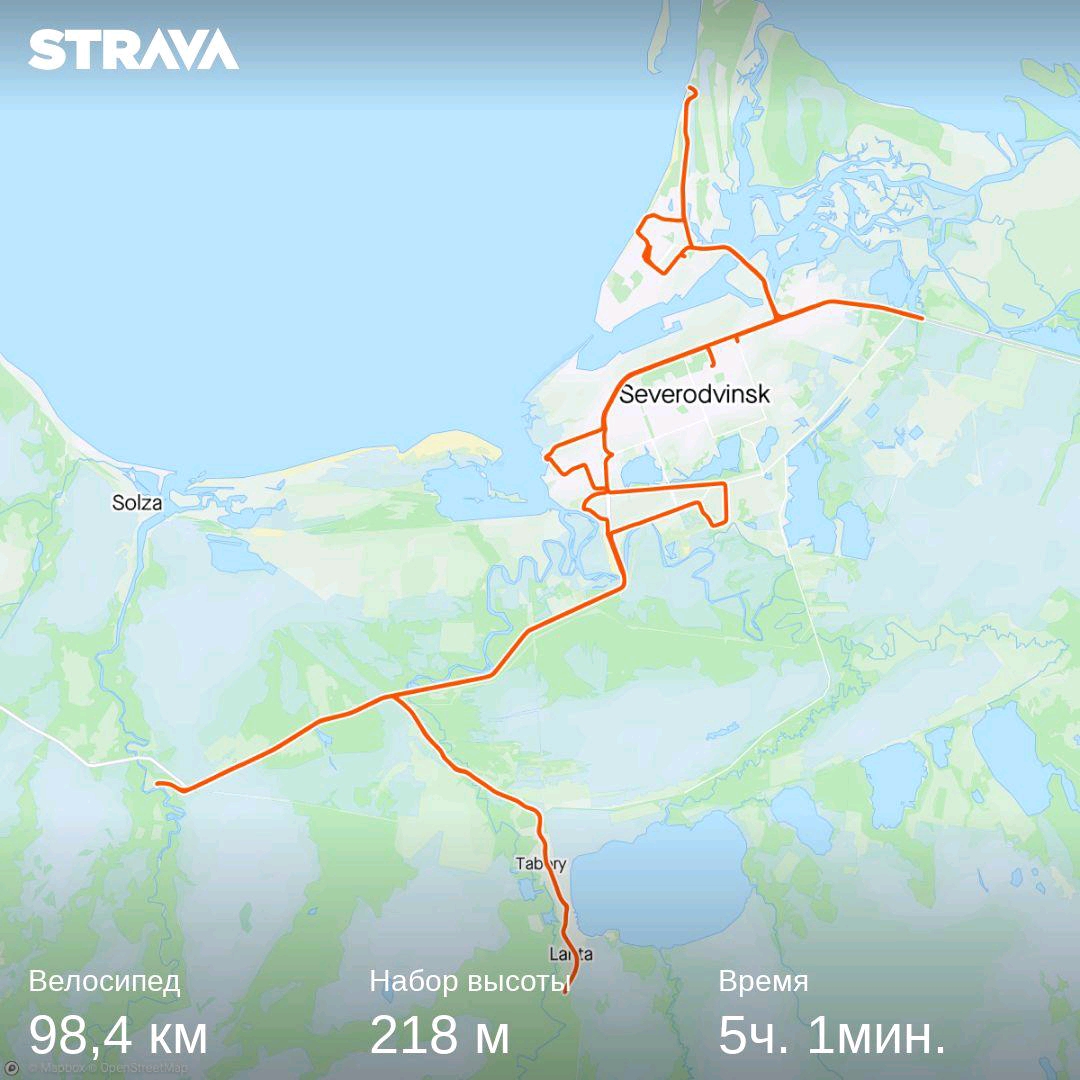 STRAVA
Severodvinsk
Solza
Tabory
Lahta
Велосипед
Набор высоты
Время
98,4 км
218 м
5ч. 1мин.
© Mapbox © OpenStreetMap